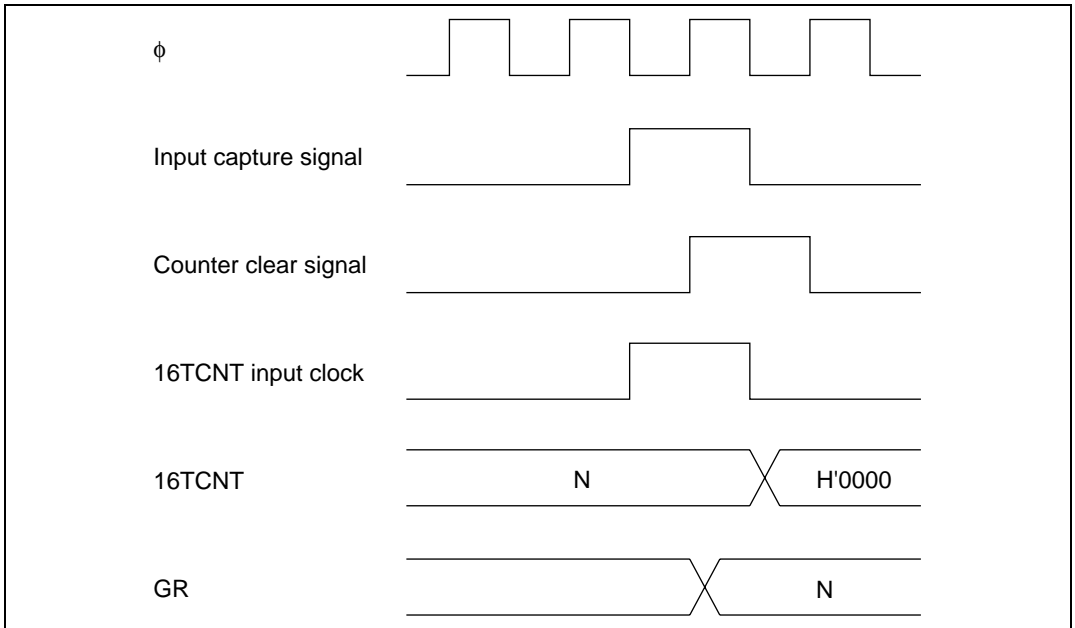 ϕ
Input capture signal
Counter clear signal
16TCNT input clock
16TCNT N H'0000
GR N